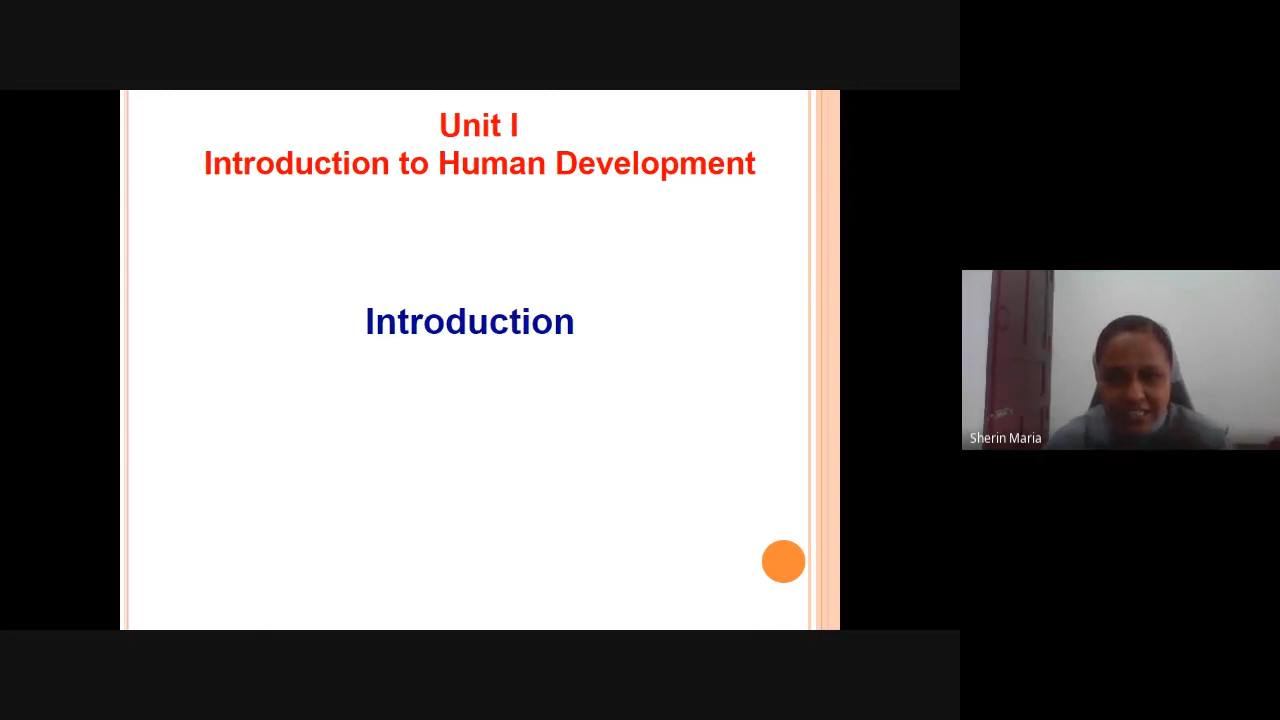 Unit I
Introduction to Human Development
Introduction
Sherin Maria